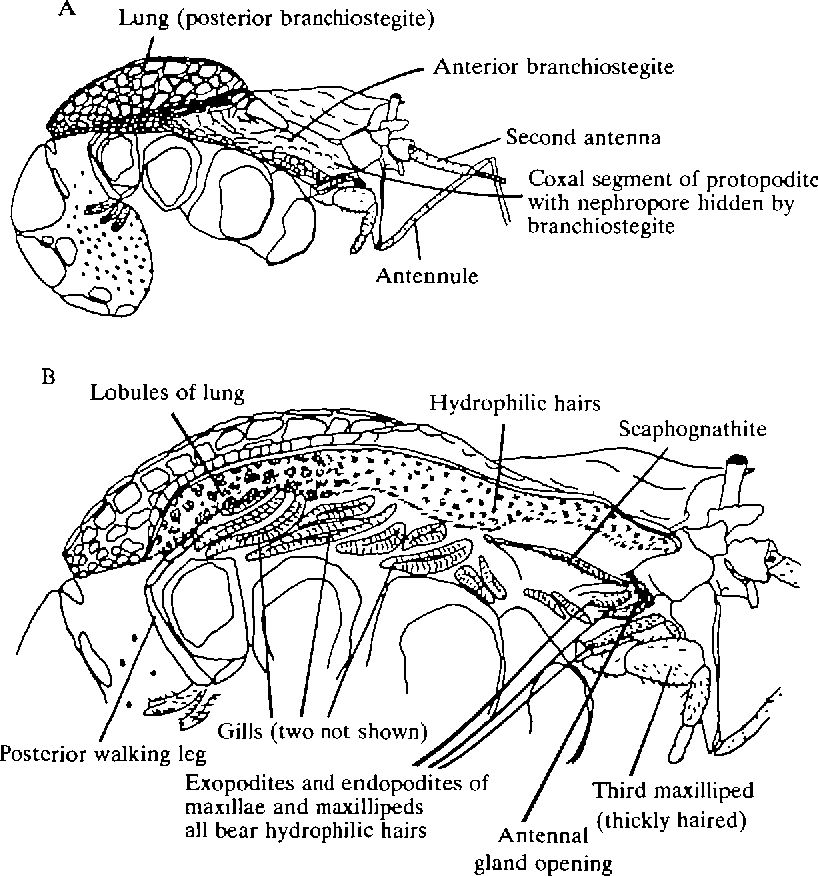 A
Lung (posterior branchiostegite)
Anterior branchiostegite
Second antenna
Coxal segment of protopodite
with nephropore hidden by
branchiostegite
Antennule
B
Lobules of lung
Hydrophilic hairs
Scaphognathite
Gills (two not shown)
Posterior walking leg
Exopodites and endopodites of
maxillae and maxillipeds
all bear hydrophilic hairs
Third maxilliped
(thickly haired)
Antennal
gland opening